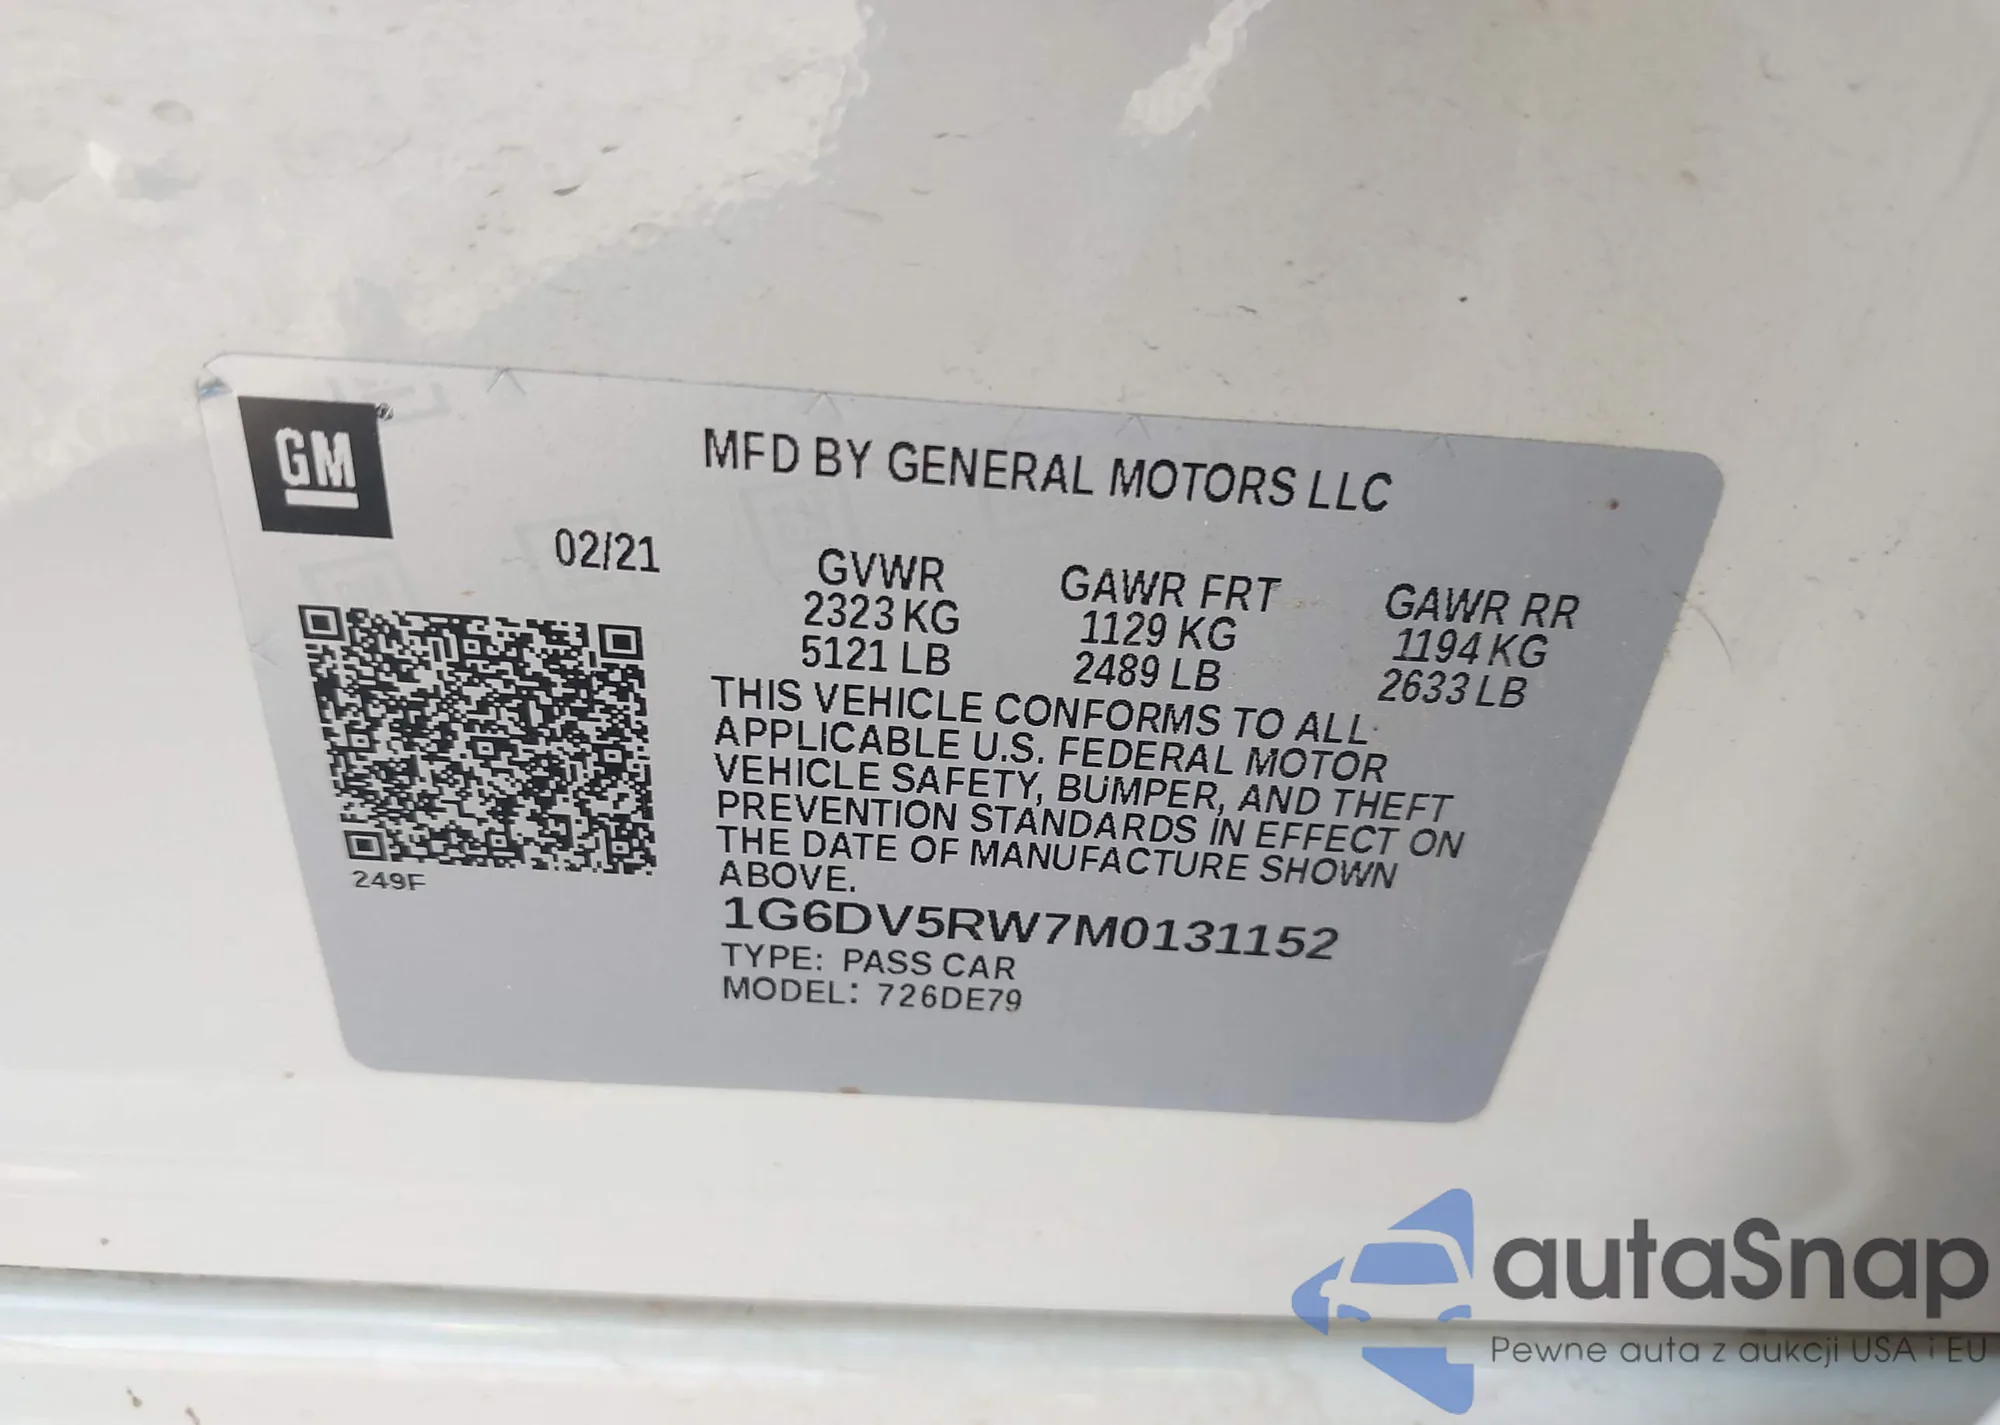 GM
MFD BY GENERAL MOTORS LLC
02/21
GVWR GAWR FRT GAWR RR
2323 KG 1129 KG 1194 KG
5121 LB 2489 LB 2633 LB
THIS VEHICLE CONFORMS TO ALL
APPLICABLE U.S. FEDERAL MOTOR
VEHICLE SAFETY, BUMPER, AND THEFT
PREVENTION STANDARDS IN EFFECT ON
THE DATE OF MANUFACTURE SHOWN
ABOVE.
249F
1G6DV5RW7M0131152
TYPE: PASS CAR
MODEL: 726DE79
autaSnap
Pewne auta z aukcji USA i EU